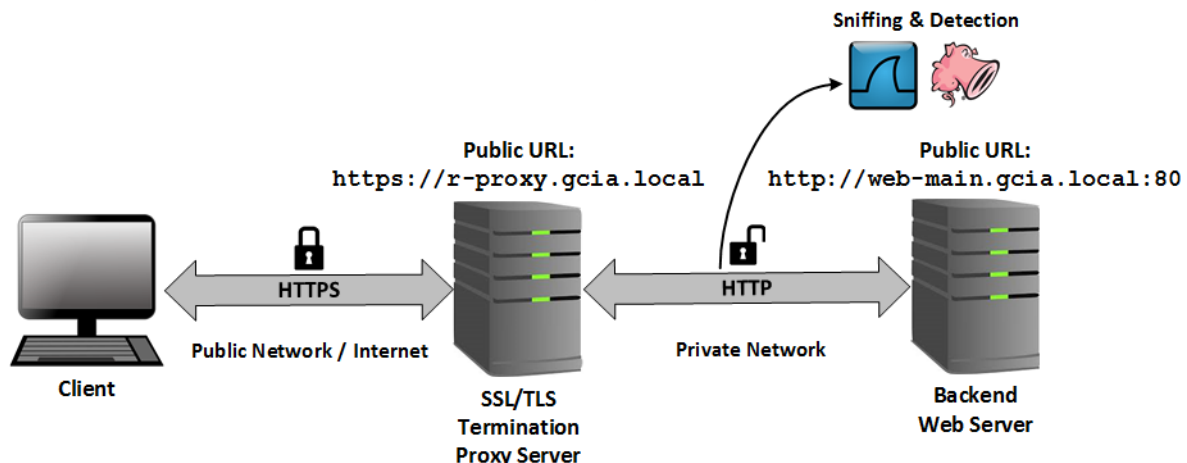 Sniffing & Detection
Public URL:
https://r-proxy.gcia.local
Public URL:
http://web-main.gcia.local:80
HTTPS
HTTP
Public Network / Internet
Private Network
Client
SSL/TLS
Termination
Proxy Server
Backend
Web Server